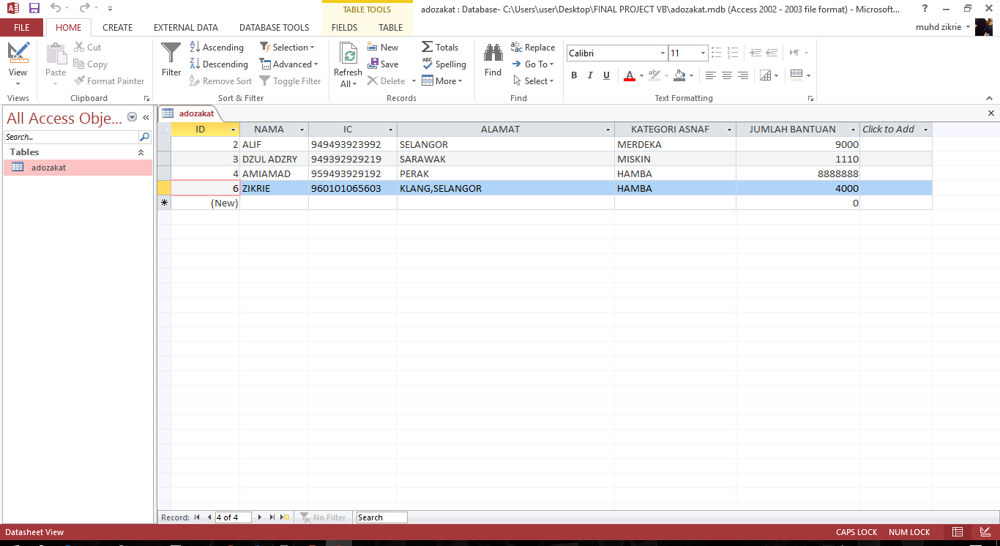 TABLE TOOLS
adozakat : Database- C:\Users\user\Desktop\FINAL PROJECT VB\adozakat.mdb (Access 2002 - 2003 file format) - Microsoft...
FILE HOME CREATE EXTERNAL DATA DATABASE TOOLS FIELDS TABLE
muhd zikrie
View
Views
Paste
Cut
Copy
Format Painter
Clipboard
Filter
Ascending
Descending
Remove Sort
Selection
Advanced
Toggle Filter
Sort & Filter
Refresh
All
New
Save
Delete
Totals
Spelling
More
Records
Find
Replace
Go To
Select
Find
Calibri 11
B I U A
Text Formatting
All Access Obje...
Search...
Tables
adozakat
adozakat
ID NAMA IC ALAMAT KATEGORI ASNAF JUMLAH BANTUAN Click to Add
2 ALIF 949493923992 SELANGOR MERDEKA 9000
3 DZUL ADZRY 949392929219 SARAWAK MISKIN 1110
4 AMIAMAD 959493929192 PERAK HAMBA 8888888
6 ZIKRIE 960101065603 KLANG,SELANGOR HAMBA 4000
(New) 0
Record: 4 of 4 No Filter Search
Datasheet View CAPS LOCK NUM LOCK